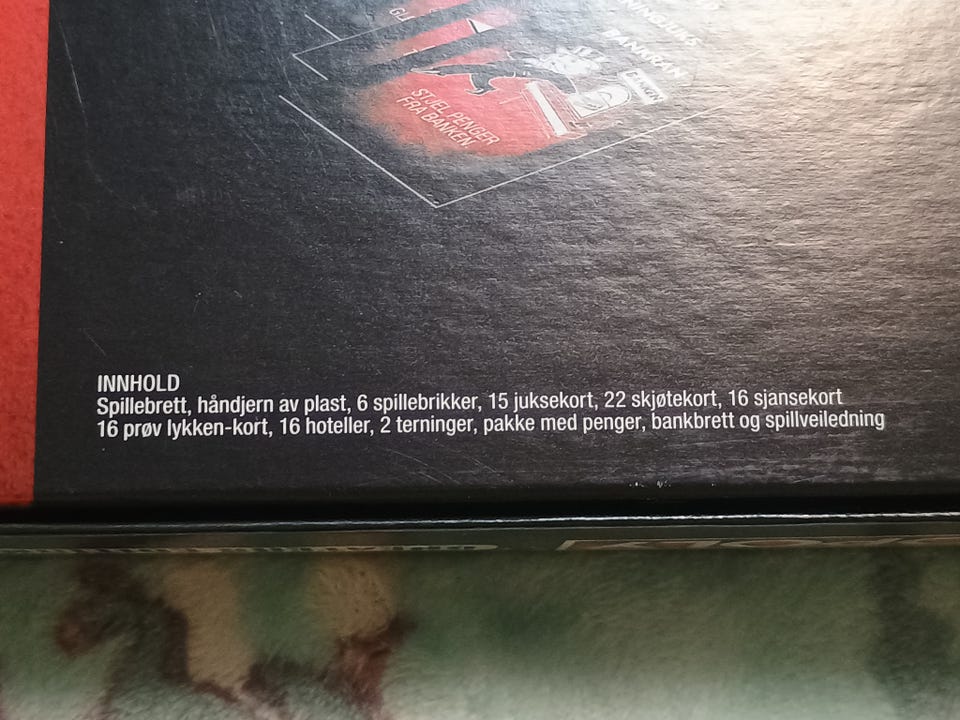 BANKRAN
STJEL PENGER
FRA BANKEN
INNHOLD
Spillebrett, håndjern av plast, 6 spillebrikker, 15 juksekort, 22 skjøtekort, 16 sjansekort
16 prøv lykken-kort, 16 hoteller, 2 terninger, pakke med penger, bankbrett og spillveiledning